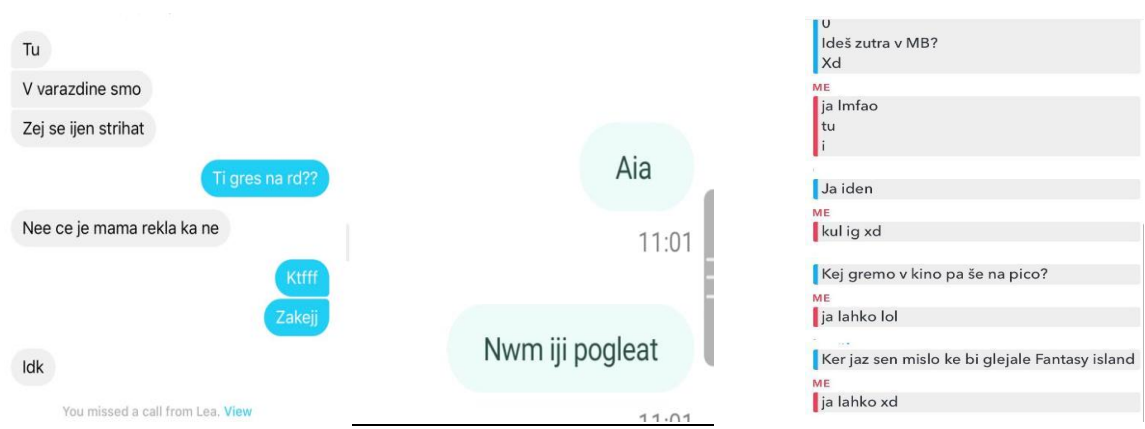 Tu
V varazdine smo
Zej se ijen strihat
Ti gres na rd??
Nee ce je mama rekla ka ne
Ktfff
Zakejj
Idk
You missed a call from Lea. View
Aia
11:01
Nwm iji pogleat
11:01
Ideš zutra v MB?
Xd
ME
ja lmfao
tu
i
Ja iden
ME
kul ig xd
Kej gremo v kino pa še na pico?
ME
ja lahko lol
Ker jaz sen mislo ke bi glejale Fantasy island
ME
ja lahko xd